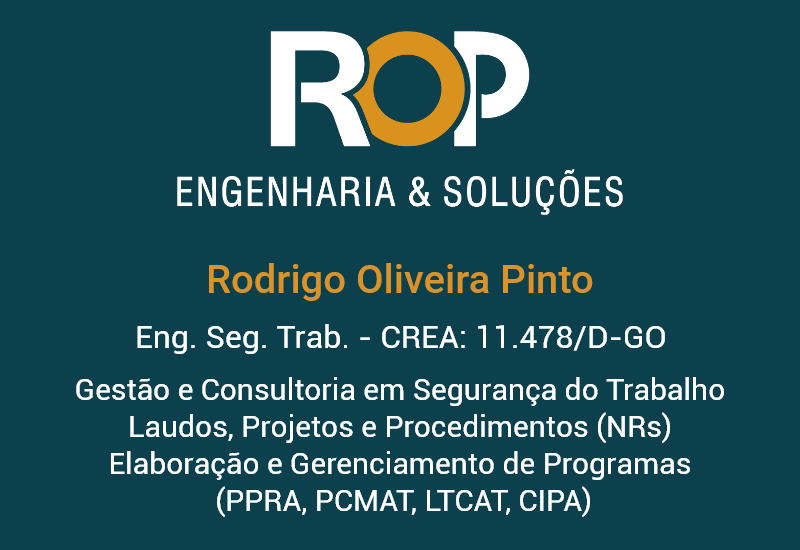 ROP
ENGENHARIA & SOLUÇÕES
Rodrigo Oliveira Pinto
Eng. Seg. Trab. - CREA: 11.478/D-GO
Gestão e Consultoria em Segurança do Trabalho
Laudos, Projetos e Procedimentos (NRs)
Elaboração e Gerenciamento de Programas
(PPRA, PCMAT, LTCAT, CIPA)